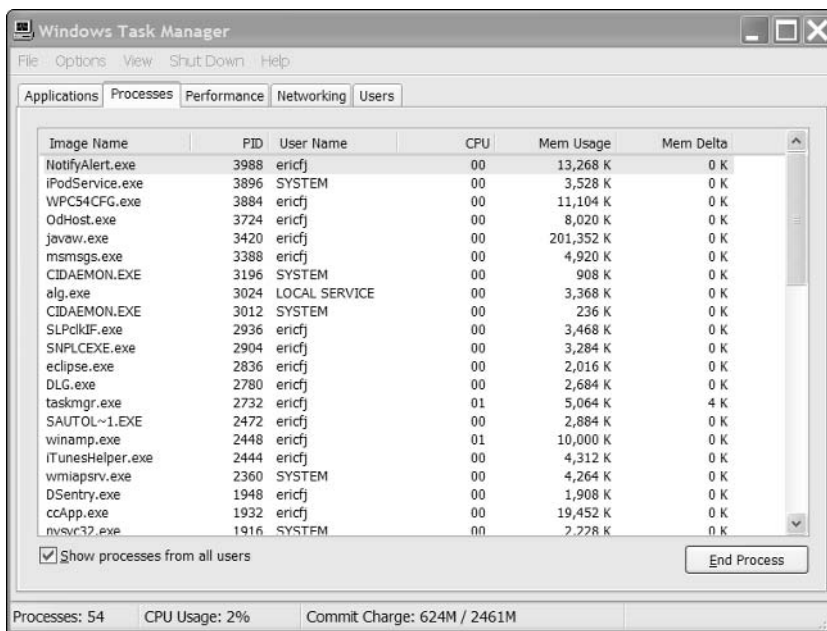 Windows Task Manager
File Options View Shut Down Help
Applications Processes Performance Networking Users
Image Name PID User Name CPU Mem Usage Mem Delta
NotifyAlert.exe 3988 ericfj 00 13,268 K 0 K
iPodService.exe 3896 SYSTEM 00 3,528 K 0 K
WPC54CFG.exe 3884 ericfj 00 11,104 K 0 K
OdHost.exe 3724 ericfj 00 8,020 K 0 K
javaw.exe 3420 ericfj 00 201,352 K 0 K
msmsgs.exe 3388 ericfj 00 4,920 K 0 K
CIDAEMON.EXE 3196 SYSTEM 00 908 K 0 K
alg.exe 3024 LOCAL SERVICE 00 3,368 K 0 K
CIDAEMON.EXE 3012 SYSTEM 00 236 K 0 K
SLPclkIF.exe 2936 ericfj 00 3,468 K 0 K
SNPLCEXE.exe 2904 ericfj 00 3,284 K 0 K
eclipse.exe 2836 ericfj 00 2,016 K 0 K
DLG.exe 2780 ericfj 00 2,684 K 0 K
taskmgr.exe 2732 ericfj 01 5,064 K 4 K
SAUTOL~1.EXE 2472 ericfj 00 2,884 K 0 K
winamp.exe 2448 ericfj 01 10,000 K 0 K
iTunesHelper.exe 2444 ericfj 00 4,312 K 0 K
wmiapsrv.exe 2360 SYSTEM 00 4,264 K 0 K
DSentry.exe 1948 ericfj 00 1,908 K 0 K
ccApp.exe 1932 ericfj 00 19,452 K 0 K
nvsvc32.exe 1916 SYSTEM 00 2,228 K 0 K
Show processes from all users
End Process
Processes: 54 CPU Usage: 2% Commit Charge: 624M / 2461M